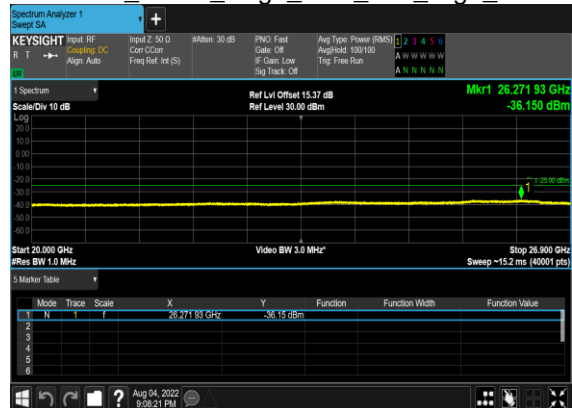 Spectrum Analyzer 1
Swept SA
+
KEYSIGHT Input: RF Input Z: 50 Ω #Atten: 30 dB PNO: Fast Avg Type: Power (RMS) 1 2 3 4 5 6
R T Coupling: DC Corr CCorr Gate: Off Avg|Hold: 100/100 A W W W W W
Align: Auto Freq Ref: Int (S) IF Gain: Low Trig: Free Run
Sig Track: Off A N N N N N
1 Spectrum Ref Lvl Offset 15.37 dB Mkr1 26.271 93 GHz
Scale/Div 10 dB Ref Level 30.00 dBm -36.150 dBm
Log
20.0
10.0
0.00
-10.0
-20.0
-25.00 dBm
-30.0
1
-40.0
-50.0
-60.0
Start 20.000 GHz Video BW 3.0 MHz* Stop 26.900 GHz
#Res BW 1.0 MHz Sweep ~15.2 ms (40001 pts)
5 Marker Table
Mode Trace Scale X Y Function Function Width Function Value
1 N 1 f 26.271 93 GHz -36.15 dBm
2
3
4
5
6
? Aug 04, 2022
9:08:21 PM